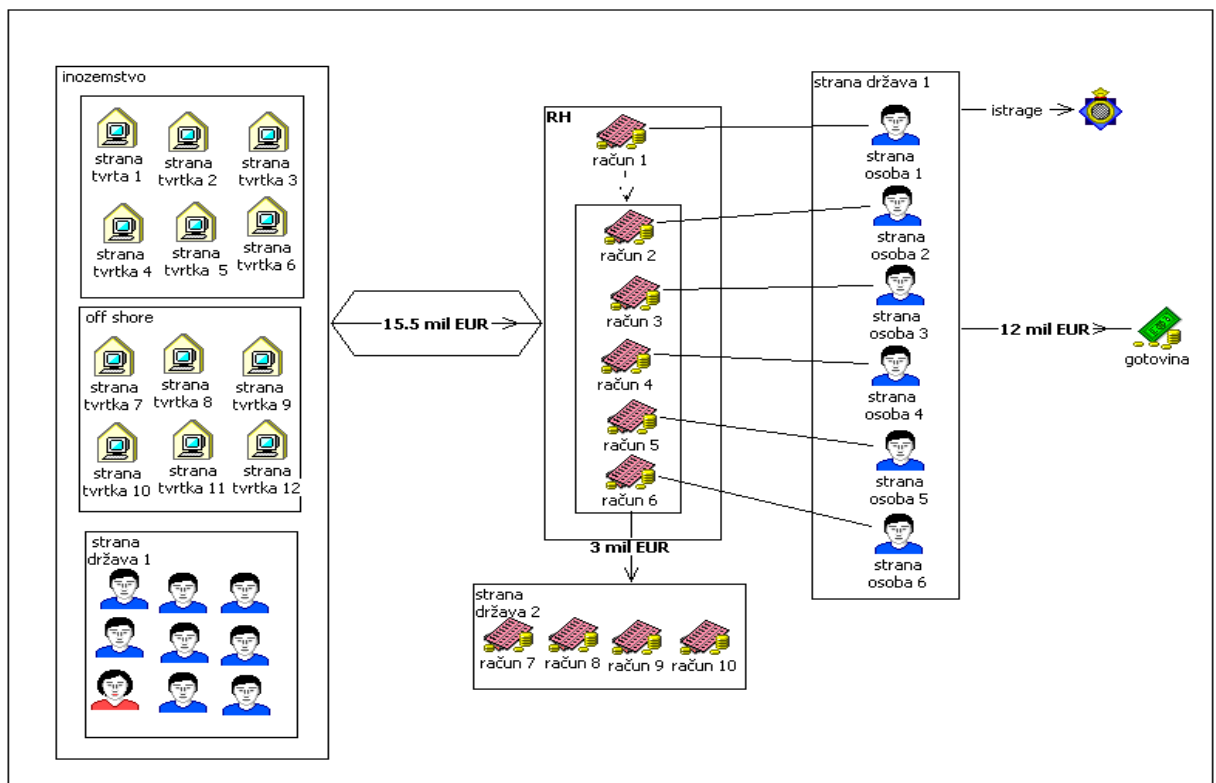 inozemstvo
strana
tvrta 1
strana
tvrtka 2
strana
tvrtka 3
strana
tvrtka 4
strana
tvrtka 5
strana
tvrtka 6
off shore
strana
tvrtka 7
strana
tvrtka 8
strana
tvrtka 9
strana
tvrtka 10
strana
tvrtka 11
strana
tvrtka 12
strana
država 1
15.5 mil EUR
RH
račun 1
račun 2
račun 3
račun 4
račun 5
račun 6
3 mil EUR
strana
država 2
račun 7
račun 8
račun 9
račun 10
strana država 1
strana
osoba 1
strana
osoba 2
strana
osoba 3
strana
osoba 4
strana
osoba 5
strana
osoba 6
istrage
12 mil EUR
gotovina